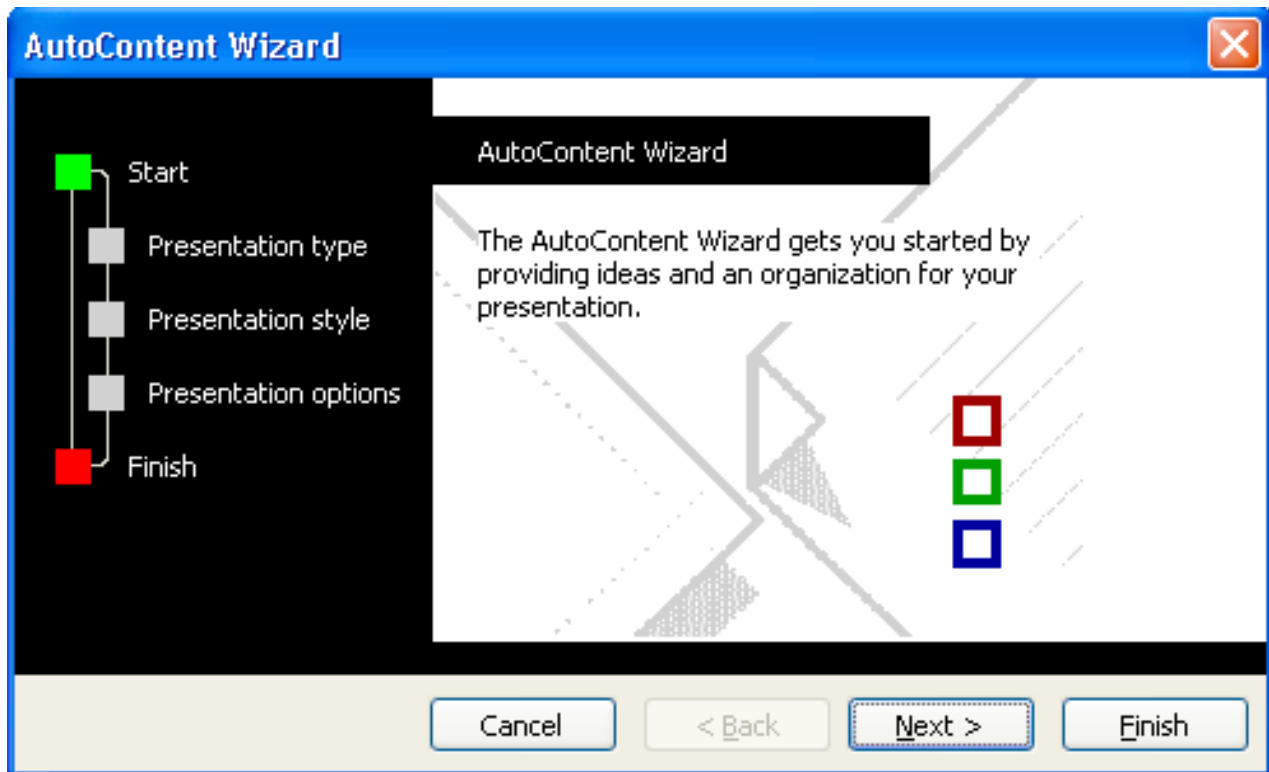 AutoContent Wizard
Start
Presentation type
Presentation style
Presentation options
Finish
AutoContent Wizard
The AutoContent Wizard gets you started by
providing ideas and an organization for your
presentation.
Cancel
< Back
Next >
Finish